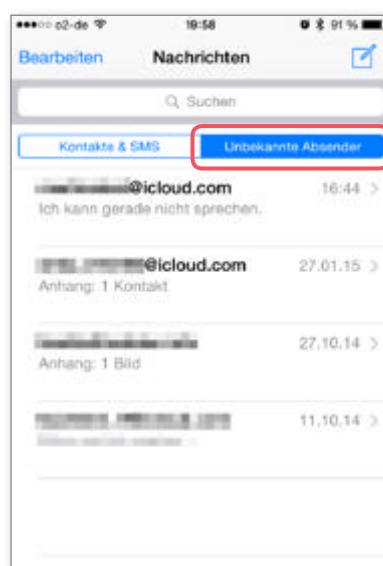 o2-de 19:58 91 %
Bearbeiten Nachrichten
Suchen
Kontakte & SMS Unbekannte Absender
@icloud.com 16:44
Ich kann gerade nicht sprechen.
@icloud.com 27.01.15
Anhang: 1 Kontakt
27.10.14
Anhang: 1 Bild
11.10.14